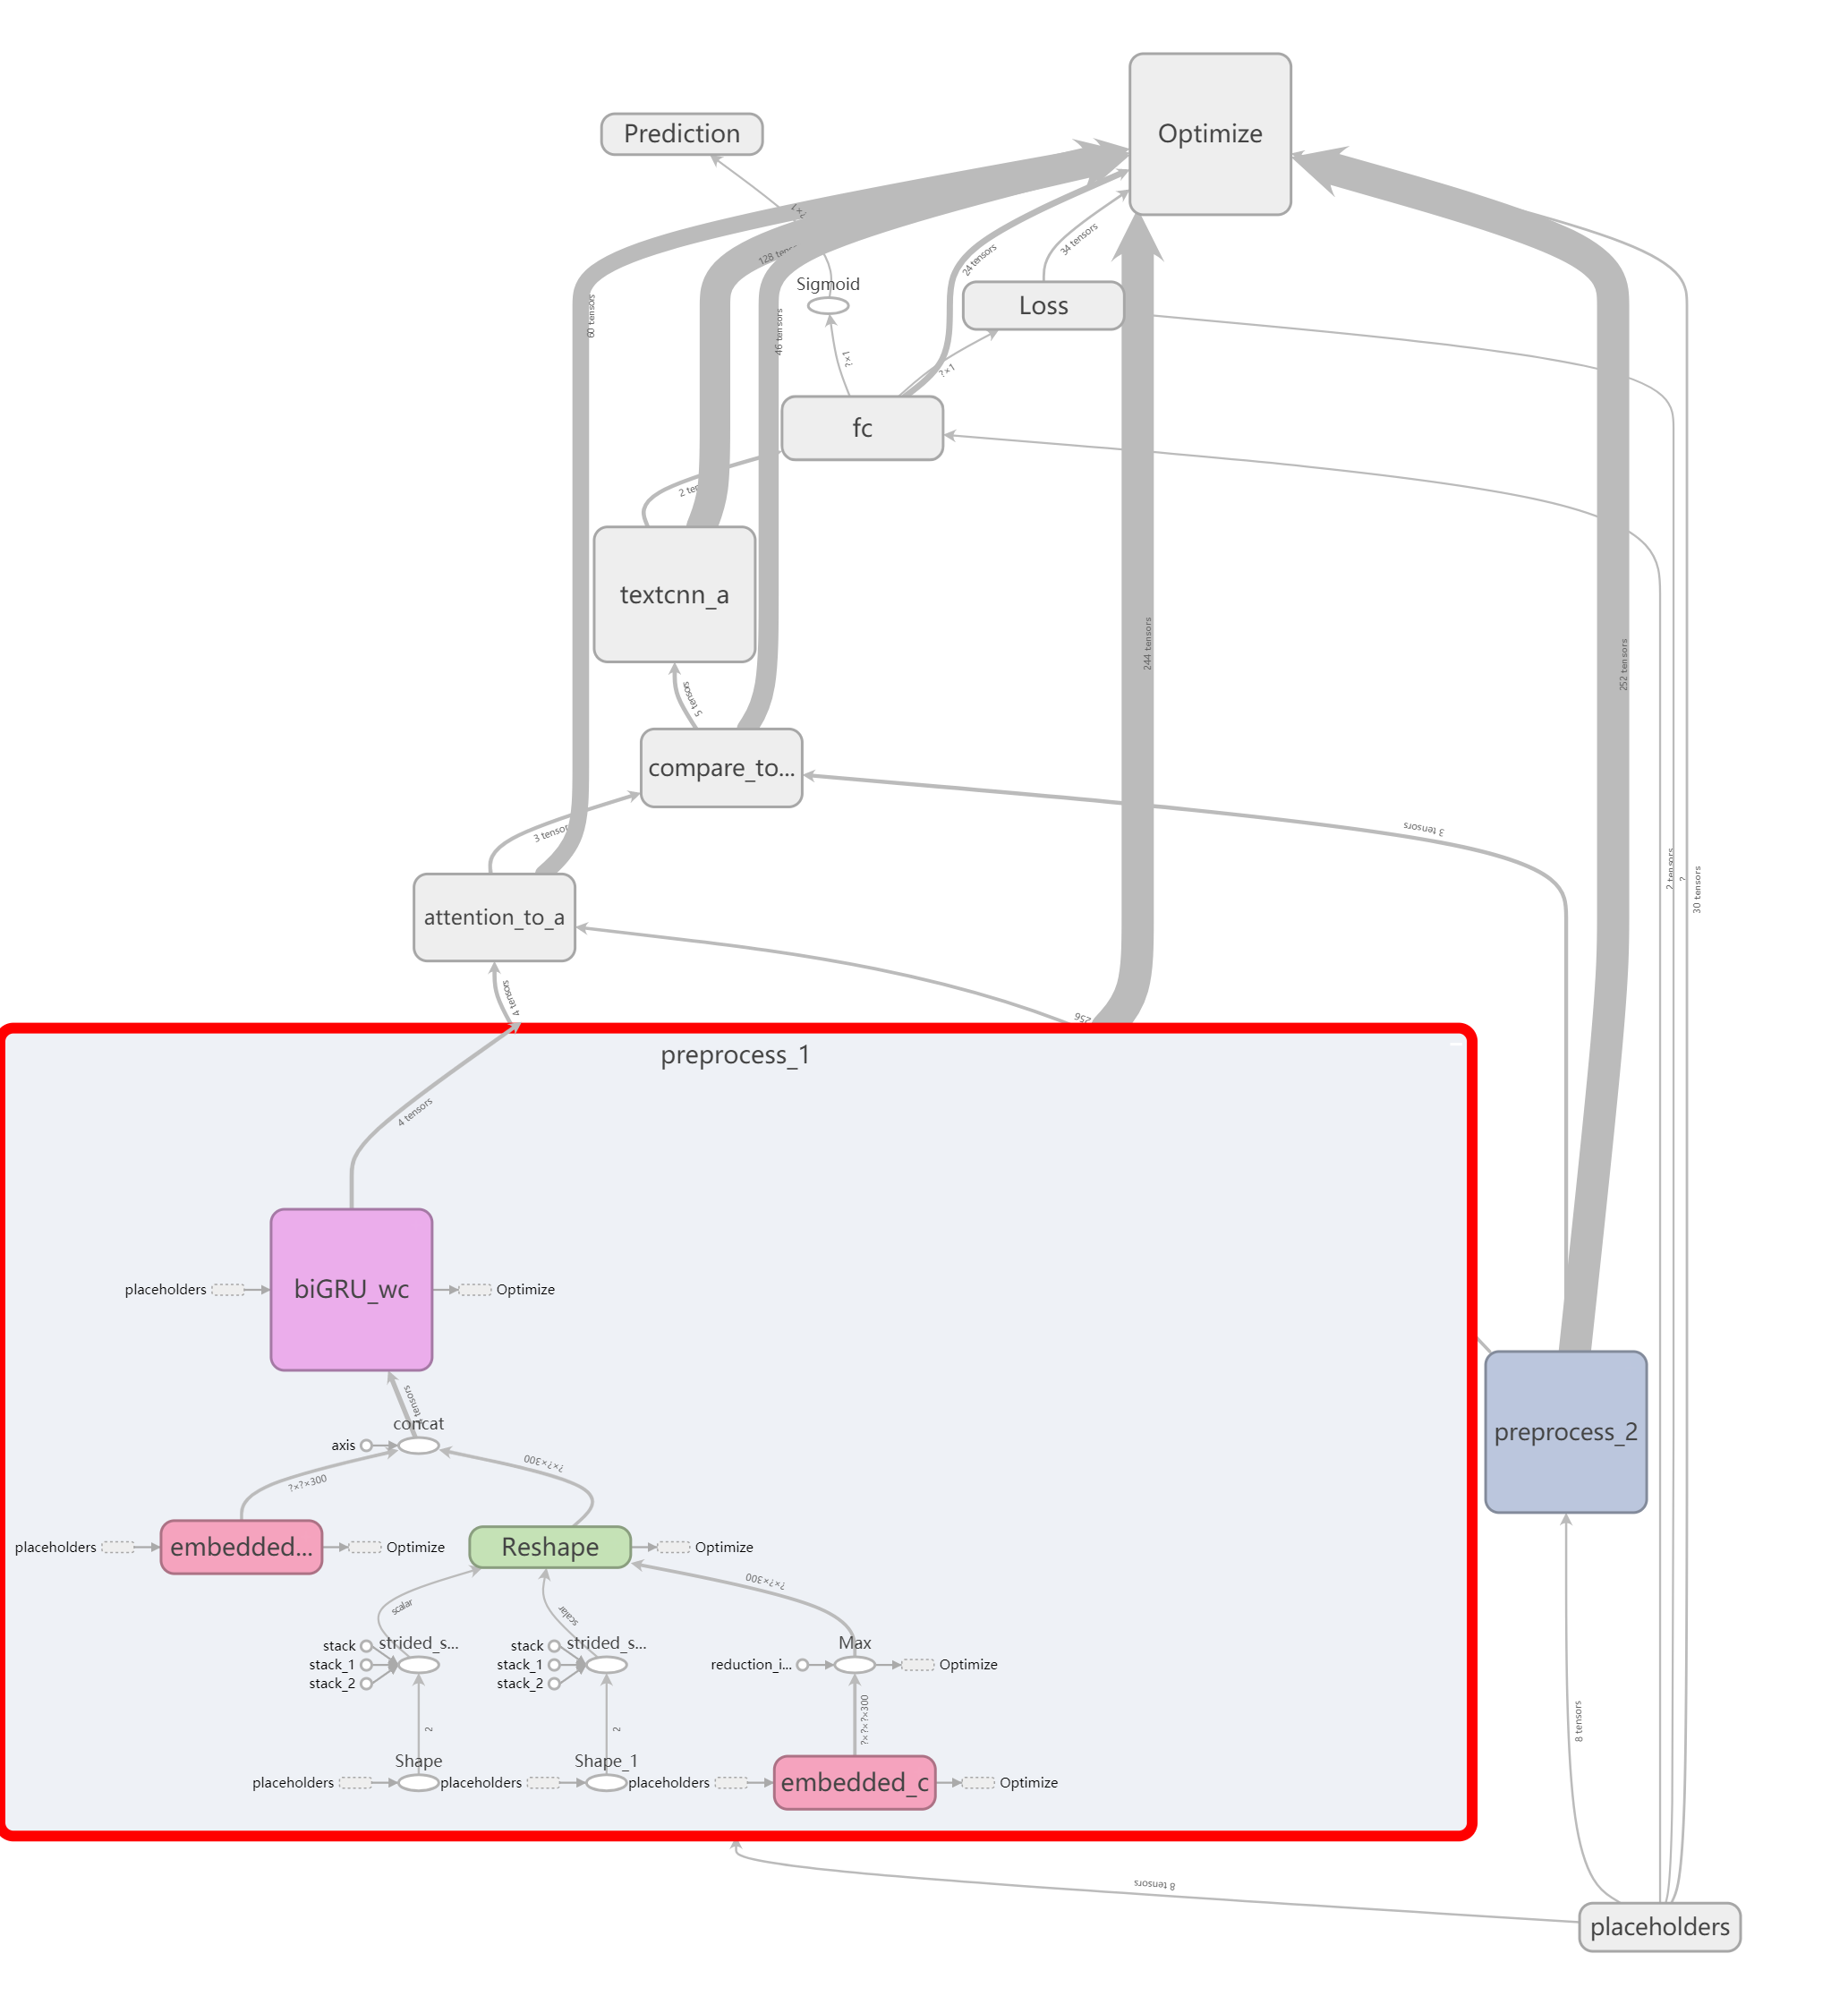 Optimize
Prediction
?×1
128 tens
24 tensors
34 tensors
Sigmoid
Loss
60 tensors
46 tensors
?×1
?×1
fc
2 ten
textcnn_a
244 tensors
252 tensors
5 tensors
compare_to...
3 tensors
3 tensor
2 tensors
?
30 tensors
attention_to_a
4 tensors
256
preprocess_1
4 tensors
biGRU_wc
placeholders
Optimize
preprocess_2
tensors
concat
axis
?×?×300
?×?×300
placeholders
embedded...
Optimize
Reshape
Optimize
?×?×300
scalar
scalar
stack
strided_s...
stack
strided_s...
Max
stack_1
stack_1
reduction_i...
Optimize
stack_2
stack_2
2
2
?×?×?×300
8 tensors
Shape
Shape_1
placeholders
placeholders
placeholders
embedded_c
Optimize
8 tensors
placeholders